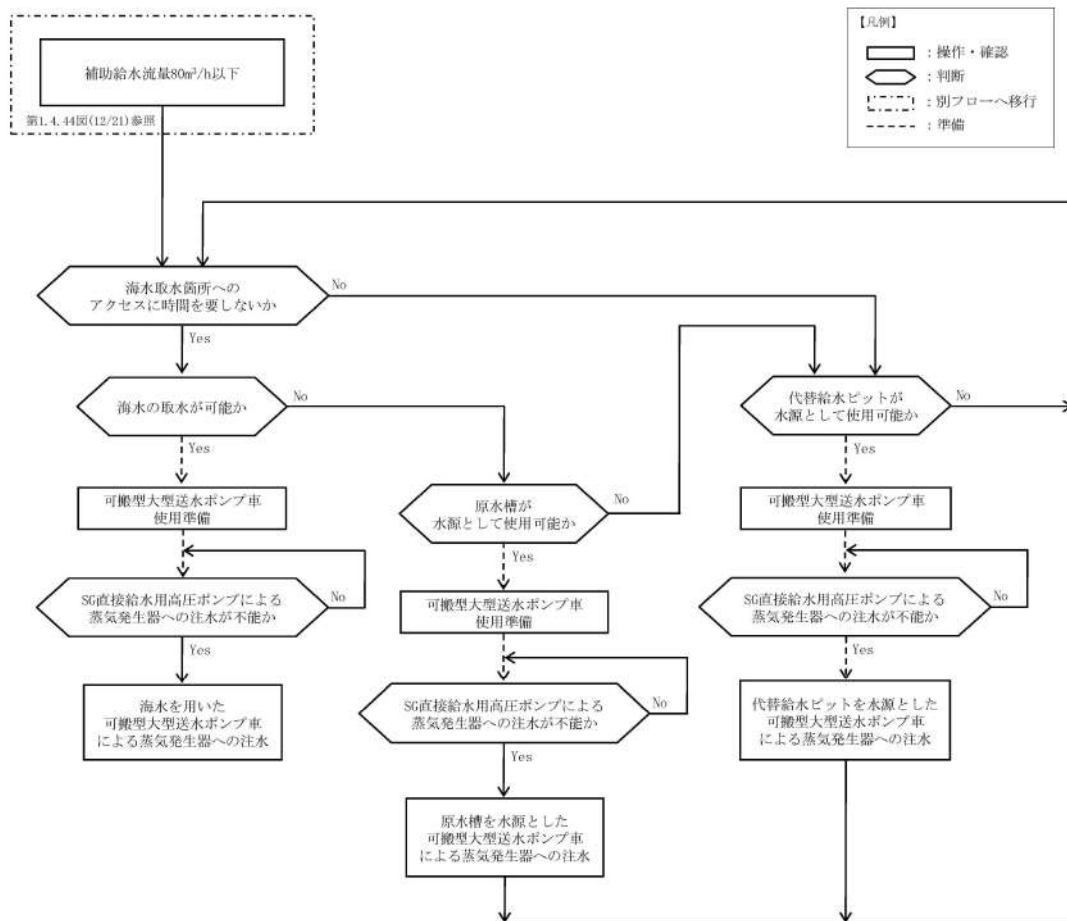 補助給水流量80m³/h以下
第1.4.44図(12/21)参照
【凡例】
：操作・確認
：判断
：別フローへ移行
：準備
海水取水箇所への
アクセスに時間を要しないか
No
Yes
海水の取水が可能か
No
Yes
可搬型大型送水ポンプ車
使用準備
SG直接給水用高圧ポンプによる
蒸気発生器への注水が不能か
No
Yes
海水を用いた
可搬型大型送水ポンプ車
による蒸気発生器への注水
原水槽が
水源として使用可能か
No
Yes
可搬型大型送水ポンプ車
使用準備
SG直接給水用高圧ポンプによる
蒸気発生器への注水が不能か
No
Yes
原水槽を水源とした
可搬型大型送水ポンプ車
による蒸気発生器への注水
代替給水ピットが
水源として使用可能か
No
Yes
可搬型大型送水ポンプ車
使用準備
SG直接給水用高圧ポンプによる
蒸気発生器への注水が不能か
No
Yes
代替給水ピットを水源とした
可搬型大型送水ポンプ車
による蒸気発生器への注水